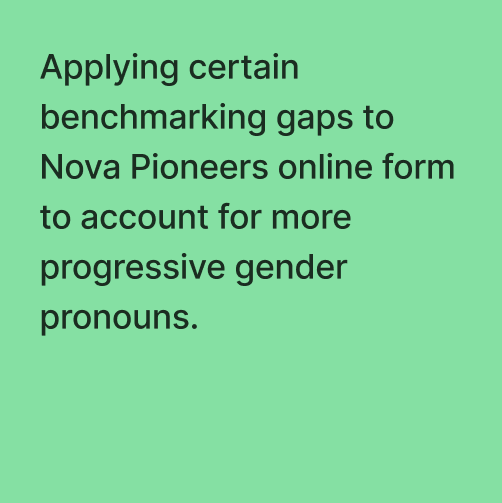 Applying certain
benchmarking gaps to
Nova Pioneers online form
to account for more
progressive gender
pronouns.